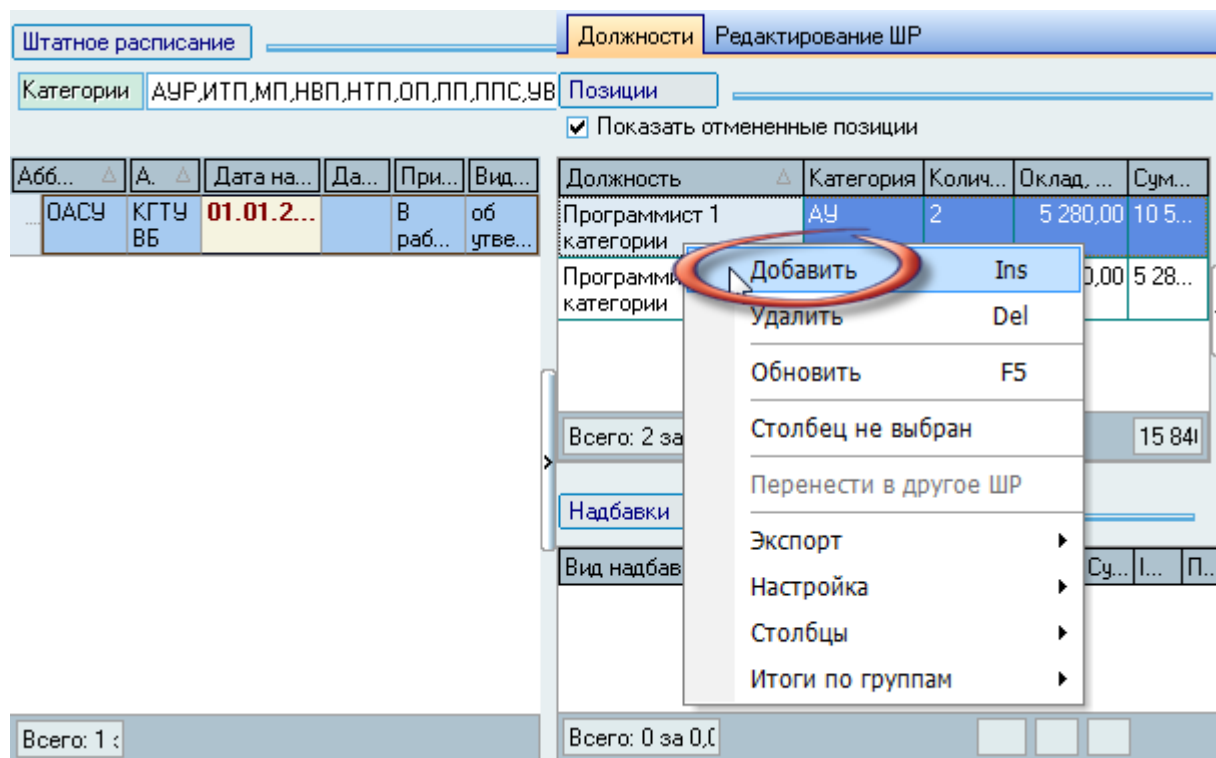 Штатное расписание
Категории АУР,ИТП,МП,НВП,НТП,ОП,ПП,ППС,УВ
Абб... А. Дата на... Да... При... Вид...
... ОАСУ КГТУ 01.01.2... В об
ВБ раб... утве...
Всего: 1
Должности Редактирование ШР
Позиции
Показать отмененные позиции
Должность Категория Колич... Оклад, ... Сум...
Программист 1 АУ 2 5 280,00 10 5...
категории
Программи 0,00 5 28...
категории
Всего: 2 за 15 84
Надбавки
Вид надбав Су... I... П...
Всего: 0 за 0,0
Добавить Ins
Удалить Del
Обновить F5
Столбец не выбран
Перенести в другое ШР
Экспорт
Настройка
Столбцы
Итоги по группам